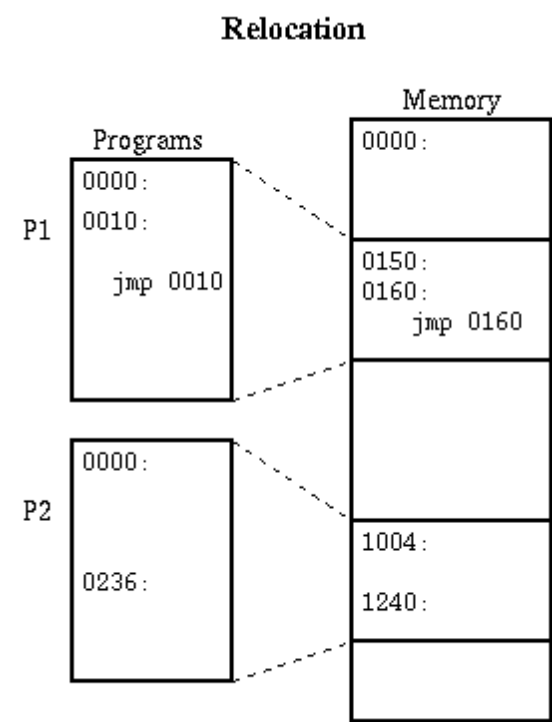 Relocation
Memory
Programs
0000:
0000:
0010:
P1
jmp 0010
0150:
0160:
jmp 0160
0000:
P2
0236:
1004:
1240: